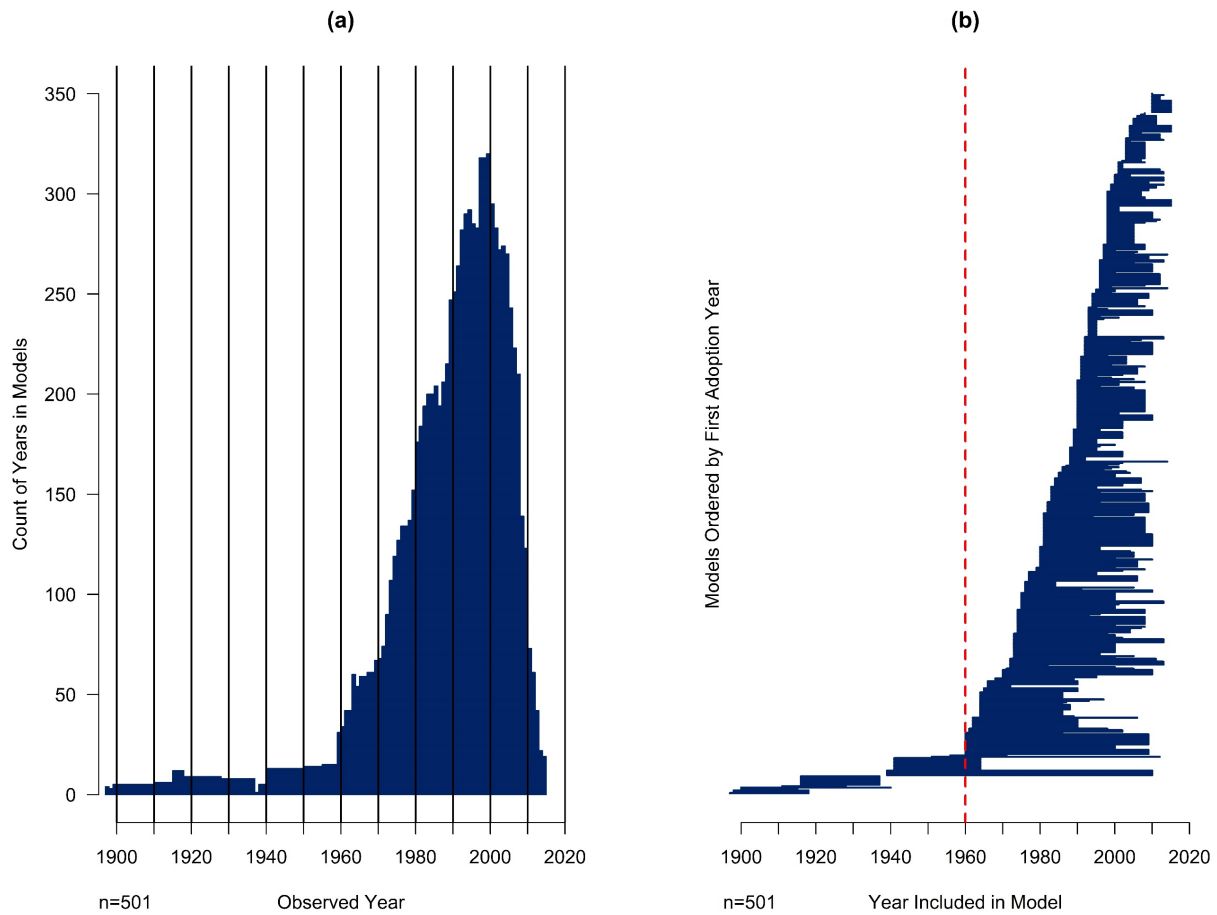 (a)
Count of Years in Models
350
300
250
200
150
100
50
0
1900 1920 1940 1960 1980 2000 2020
n=501 Observed Year
(b)
Models Ordered by First Adoption Year
1900 1920 1940 1960 1980 2000 2020
n=501 Year Included in Model